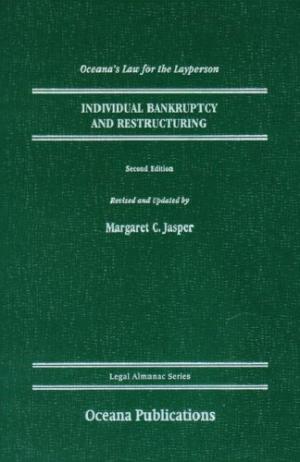 Oceana's Law for the Layperson
INDIVIDUAL BANKRUPTCY
AND RESTRUCTURING
Second Edition
Revised and Updated by
Margaret C. Jasper
Legal Almanac Series
Oceana Publications